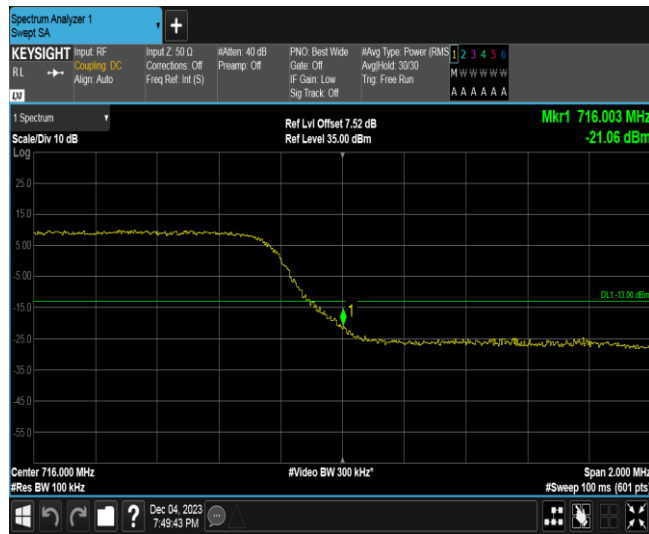 Spectrum Analyzer 1
Swept SA
+
KEYSIGHT
RL
LXI
Input: RF
Coupling: DC
Align: Auto
Input Z: 50 Ω
Corrections: Off
Freq Ref: Int (S)
#Atten: 40 dB
Preamp: Off
PNO: Best Wide
Gate: Off
IF Gain: Low
Sig Track: Off
#Avg Type: Power (RMS
Avg|Hold: 30/30
Trig: Free Run
1 2 3 4 5 6
M W W W W W
A A A A A A
1 Spectrum
Scale/Div 10 dB
Ref Lvl Offset 7.52 dB
Ref Level 35.00 dBm
Mkr1 716.003 MHz
-21.06 dBm
Log
25.0
15.0
5.00
-5.00
-15.0
-25.0
-35.0
-45.0
-55.0
DL1 -13.00 dBm
1
Center 716.000 MHz
#Res BW 100 kHz
#Video BW 300 kHz*
Span 2.000 MHz
#Sweep 100 ms (601 pts
?
Dec 04, 2023
7:49:43 PM